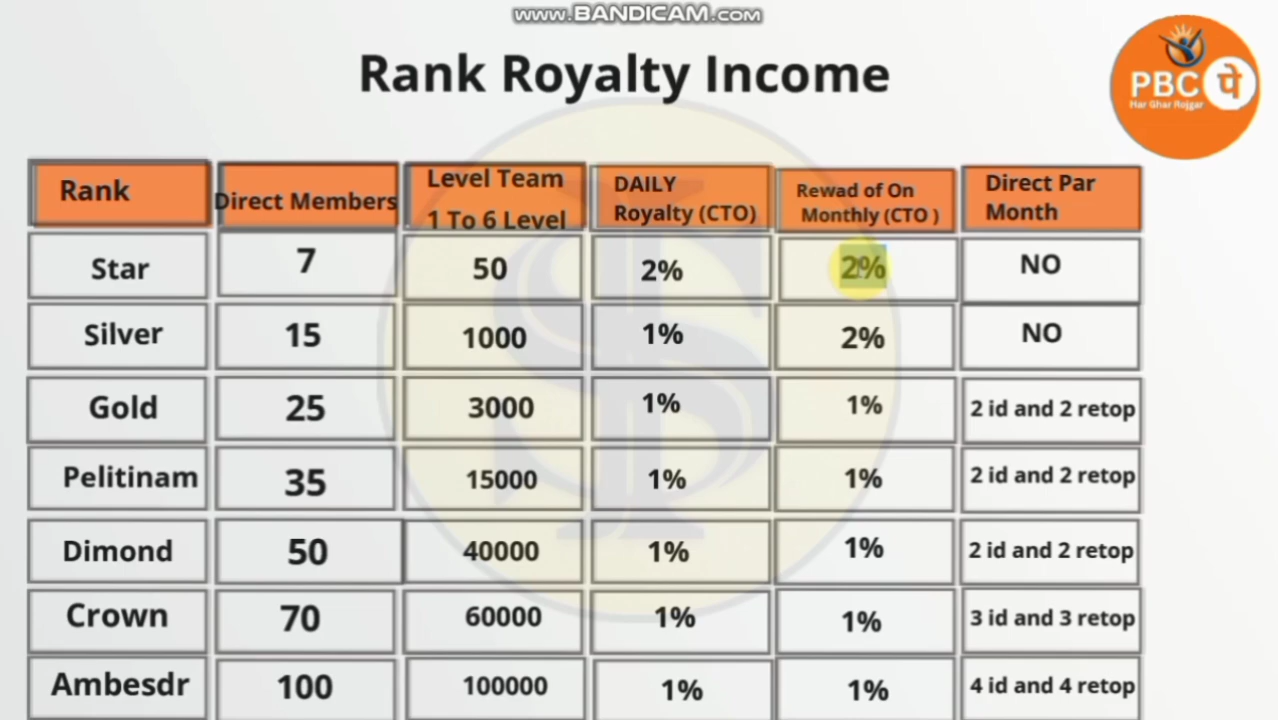 www.BANDICAM.com
Rank Royalty Income
PBC पे
Har Ghar Rojgar
Rank
Direct Members
Level Team
1 To 6 Level
DAILY
Royalty (CTO)
Rewad of On
Monthly (CTO )
Direct Par
Month
Star 7 50 2% 2% NO
Silver 15 1000 1% 2% NO
Gold 25 3000 1% 1% 2 id and 2 retop
Pelitinam 35 15000 1% 1% 2 id and 2 retop
Dimond 50 40000 1% 1% 2 id and 2 retop
Crown 70 60000 1% 1% 3 id and 3 retop
Ambesdr 100 100000 1% 1% 4 id and 4 retop